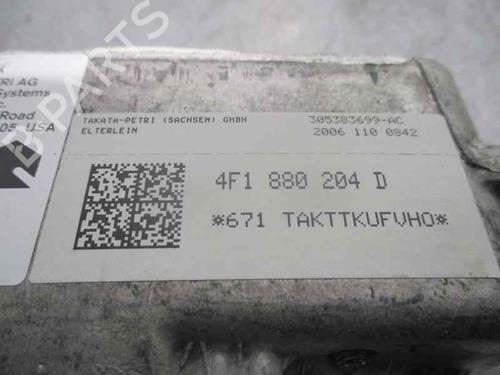 RI AG
Systems
Road
05, USA
TAKATA-PETRI (SACHSEN) GMBH
ELTERLEIN
305383699-AC
2006 110 0842
4F1 880 204 D
*671 TAKTTKUFVHO*
B PARTS